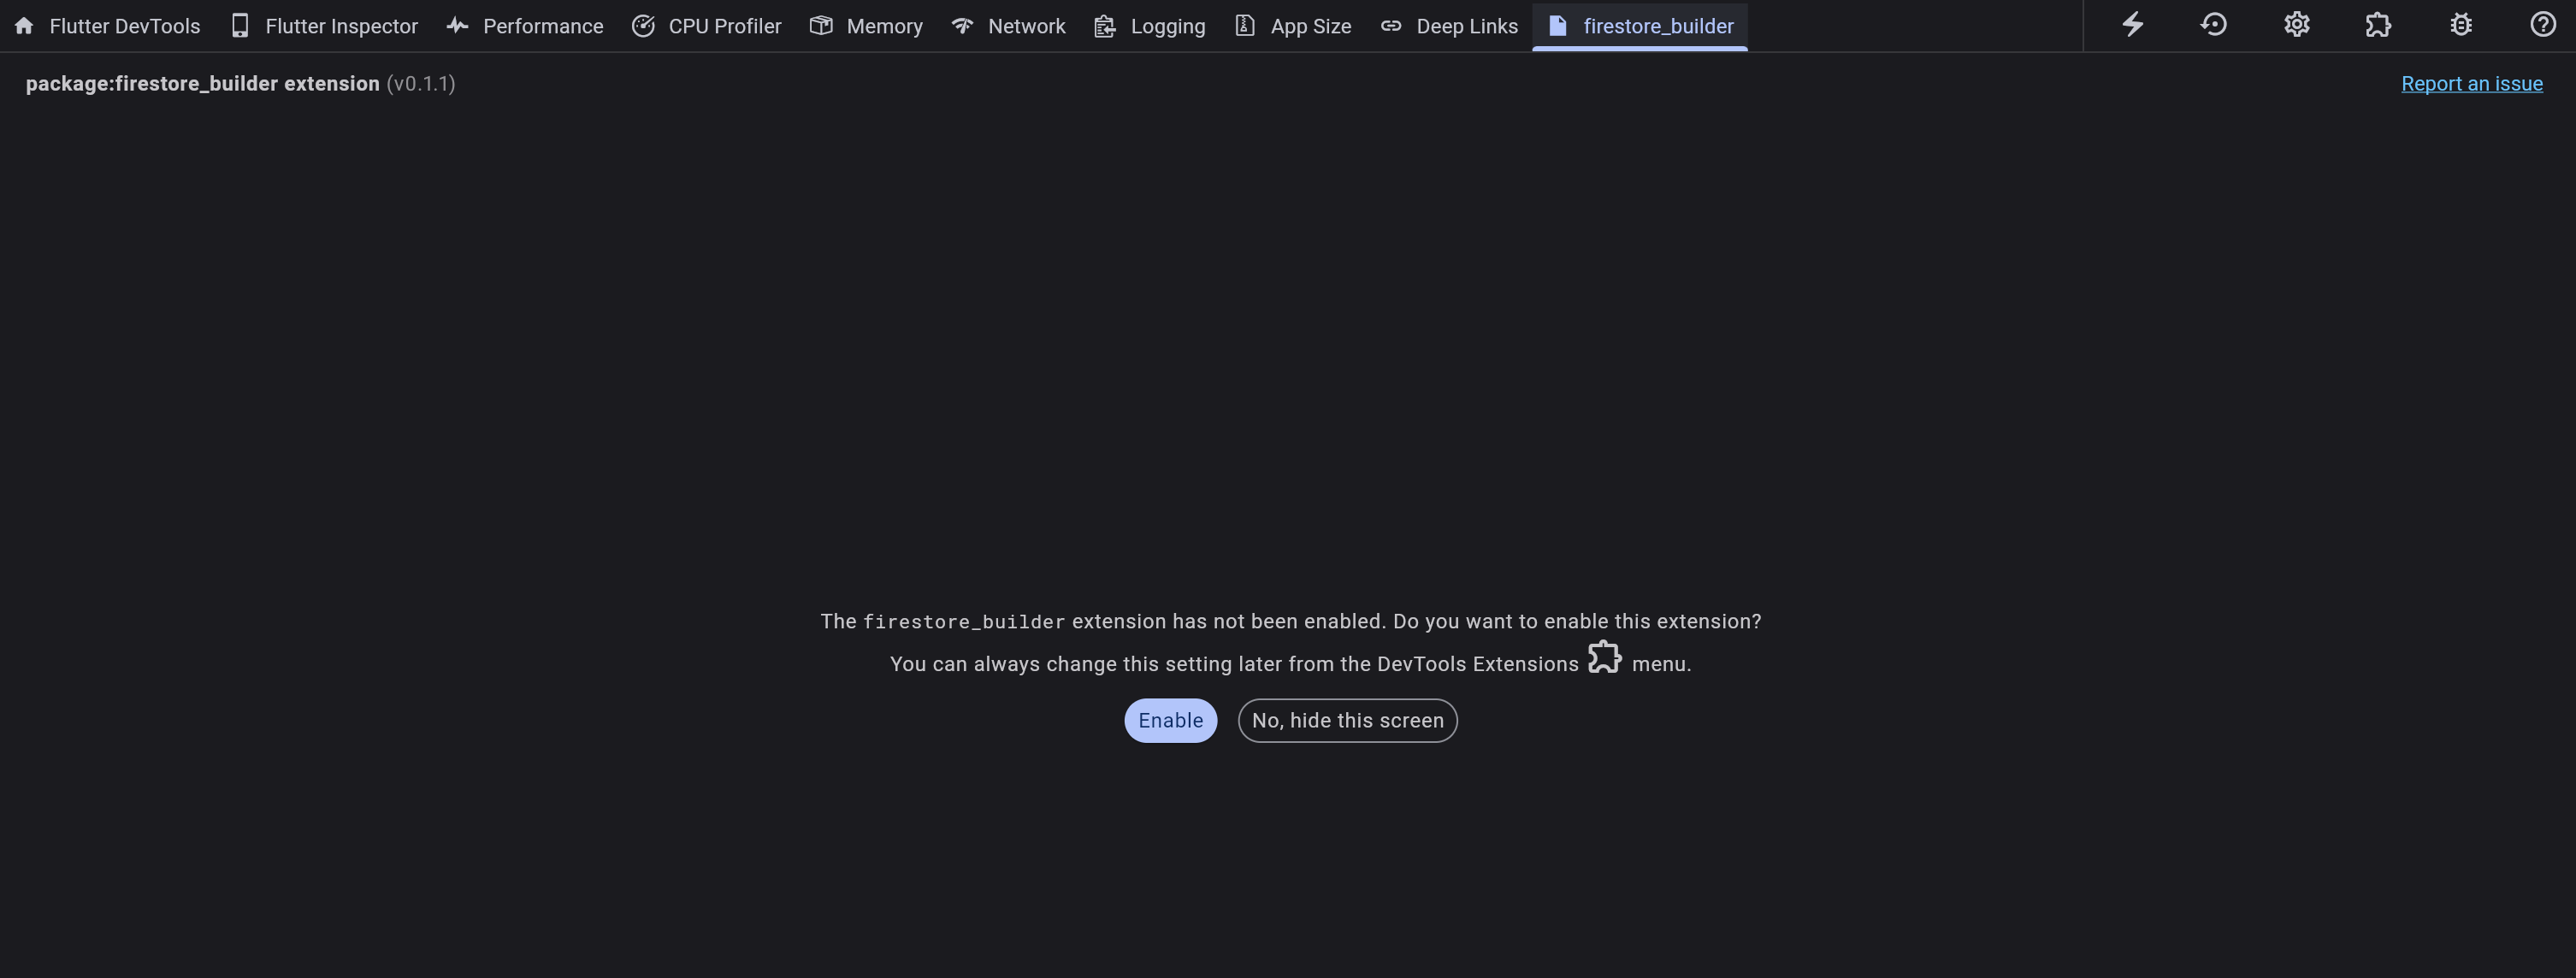 Flutter DevTools Flutter Inspector Performance CPU Profiler Memory Network Logging App Size Deep Links firestore_builder
package:firestore_builder extension (v0.1.1) Report an issue
The firestore_builder extension has not been enabled. Do you want to enable this extension?
You can always change this setting later from the DevTools Extensions menu.
Enable No, hide this screen